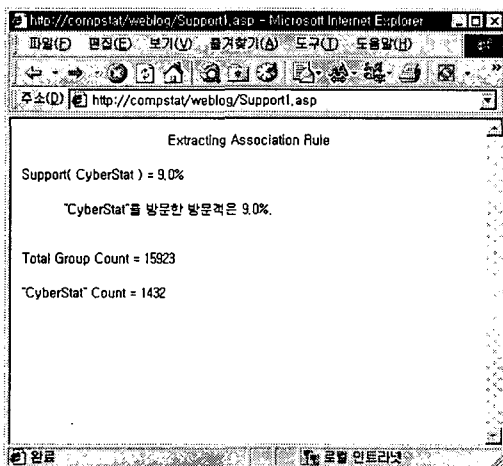 http://compstat/weblog/Support1.asp - Microsoft Internet Explorer
파일(F) 편집(E) 보기(V) 즐겨찾기(A) 도구(T) 도움말(H)
주소(D) http://compstat/weblog/Support1.asp
Extracting Association Rule
Support( CyberStat ) = 9.0%
"CyberStat"를 방문한 방문객은 9.0%.
Total Group Count = 15923
"CyberStat" Count = 1432
완료 로컬 인트라넷